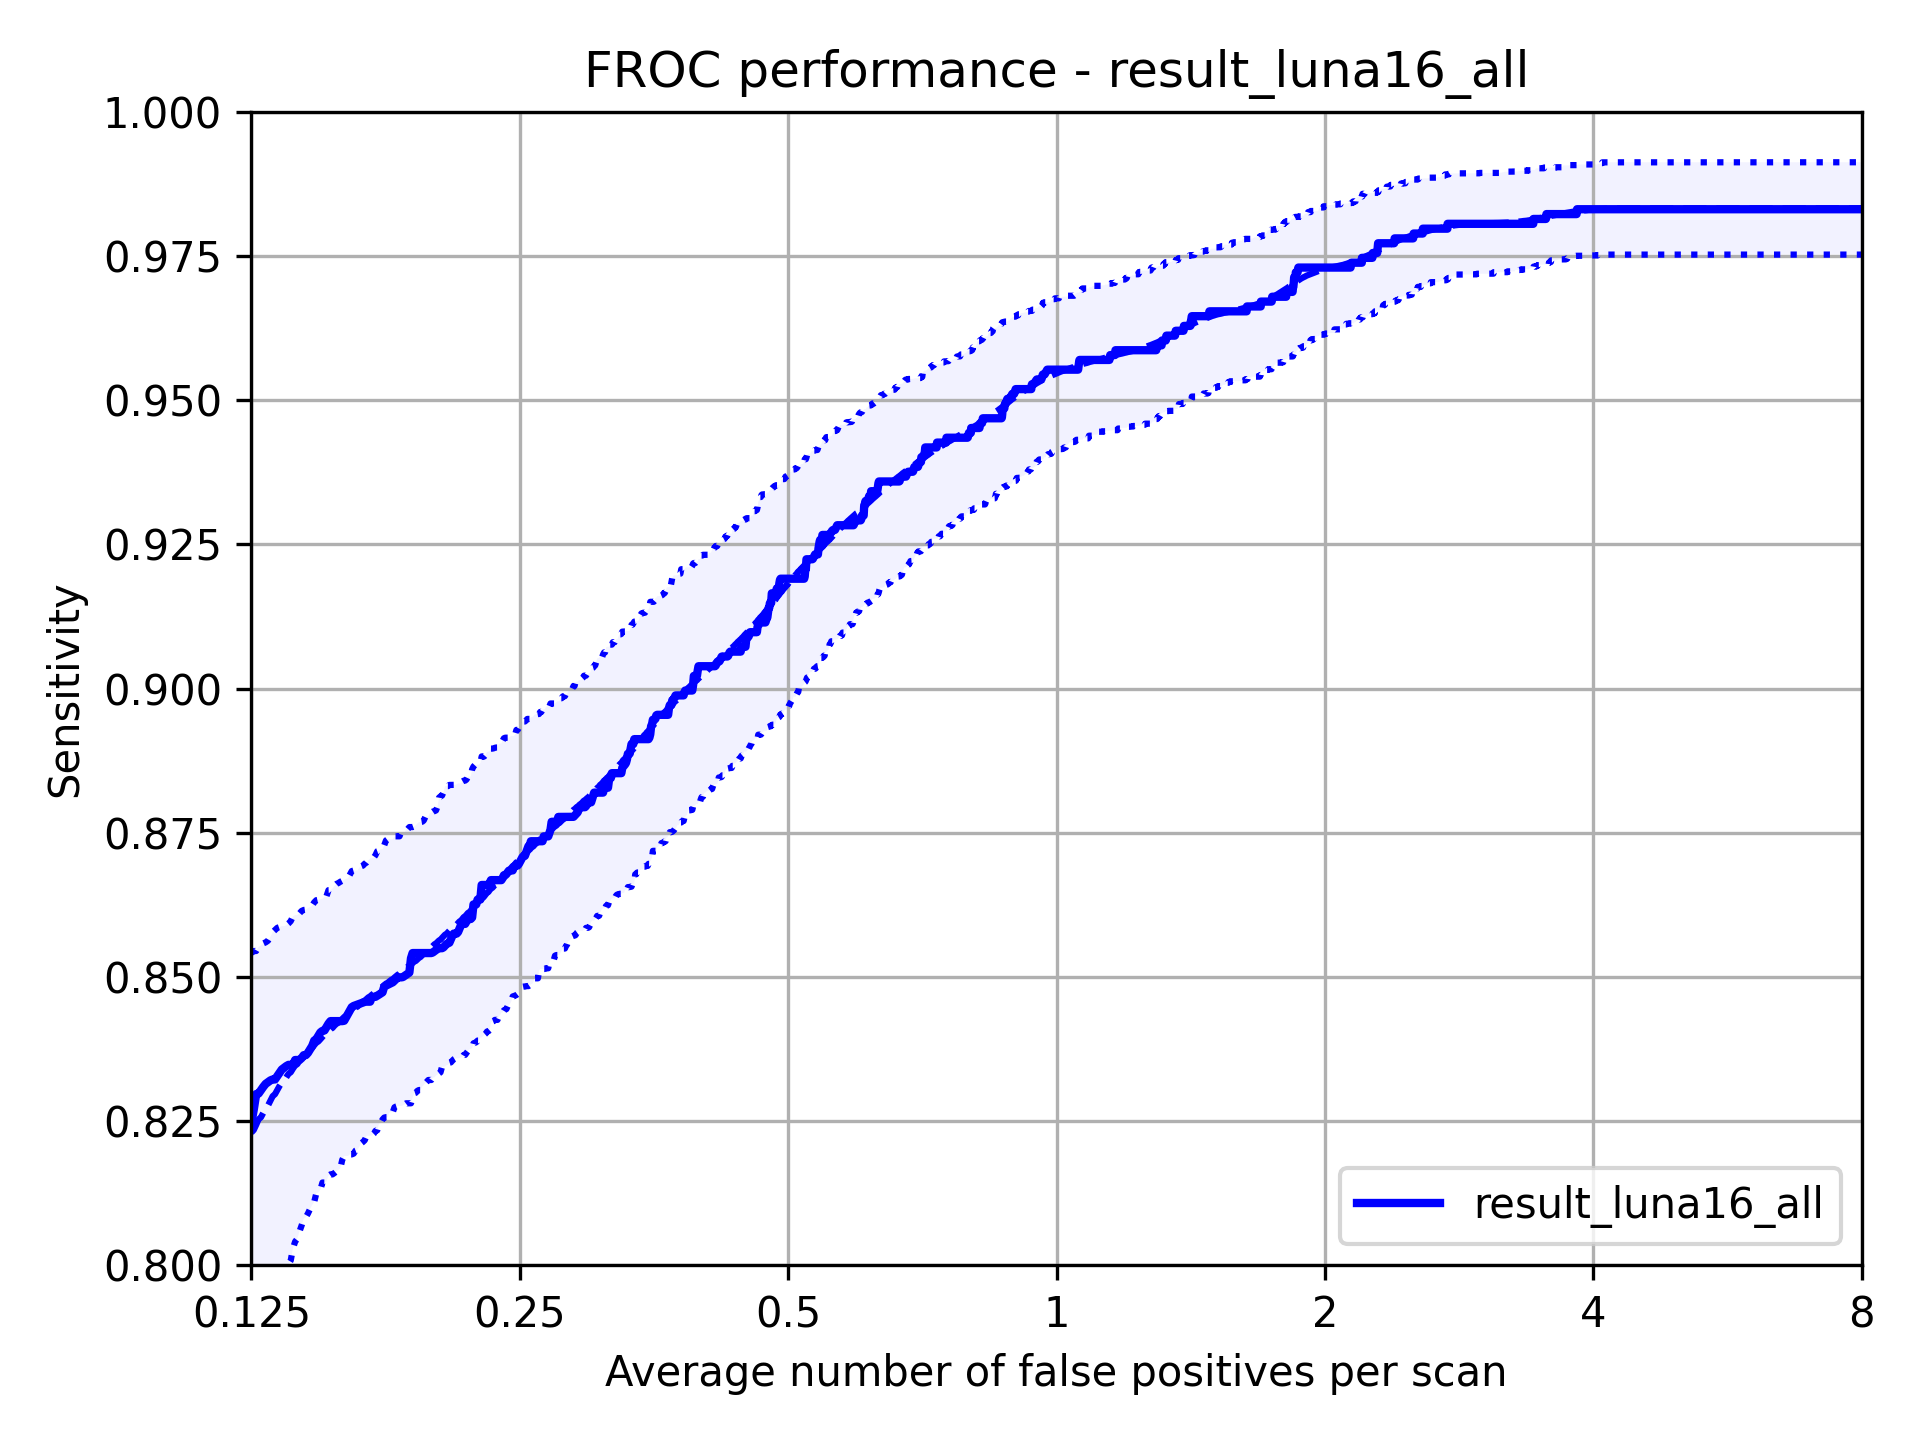 FROC performance - result_luna16_all
1.000
0.975
0.950
0.925
0.900
0.875
0.850
0.825
0.800
Sensitivity
0.125 0.25 0.5 1 2 4 8
Average number of false positives per scan
result_luna16_all